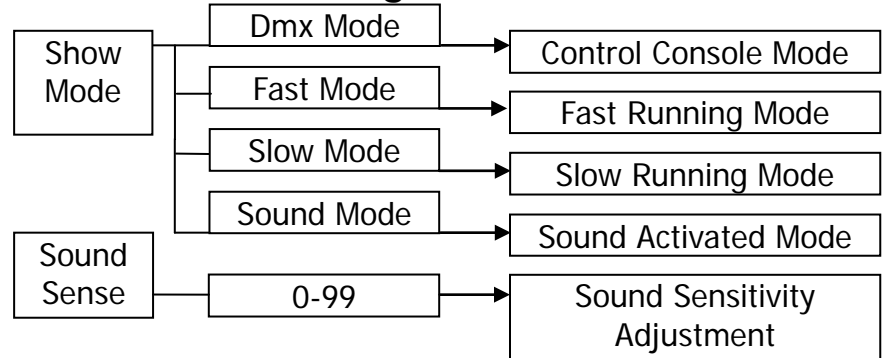 Show
Mode
Dmx Mode
Control Console Mode
Fast Mode
Fast Running Mode
Slow Mode
Slow Running Mode
Sound Mode
Sound Activated Mode
Sound
Sense
0-99
Sound Sensitivity
Adjustment